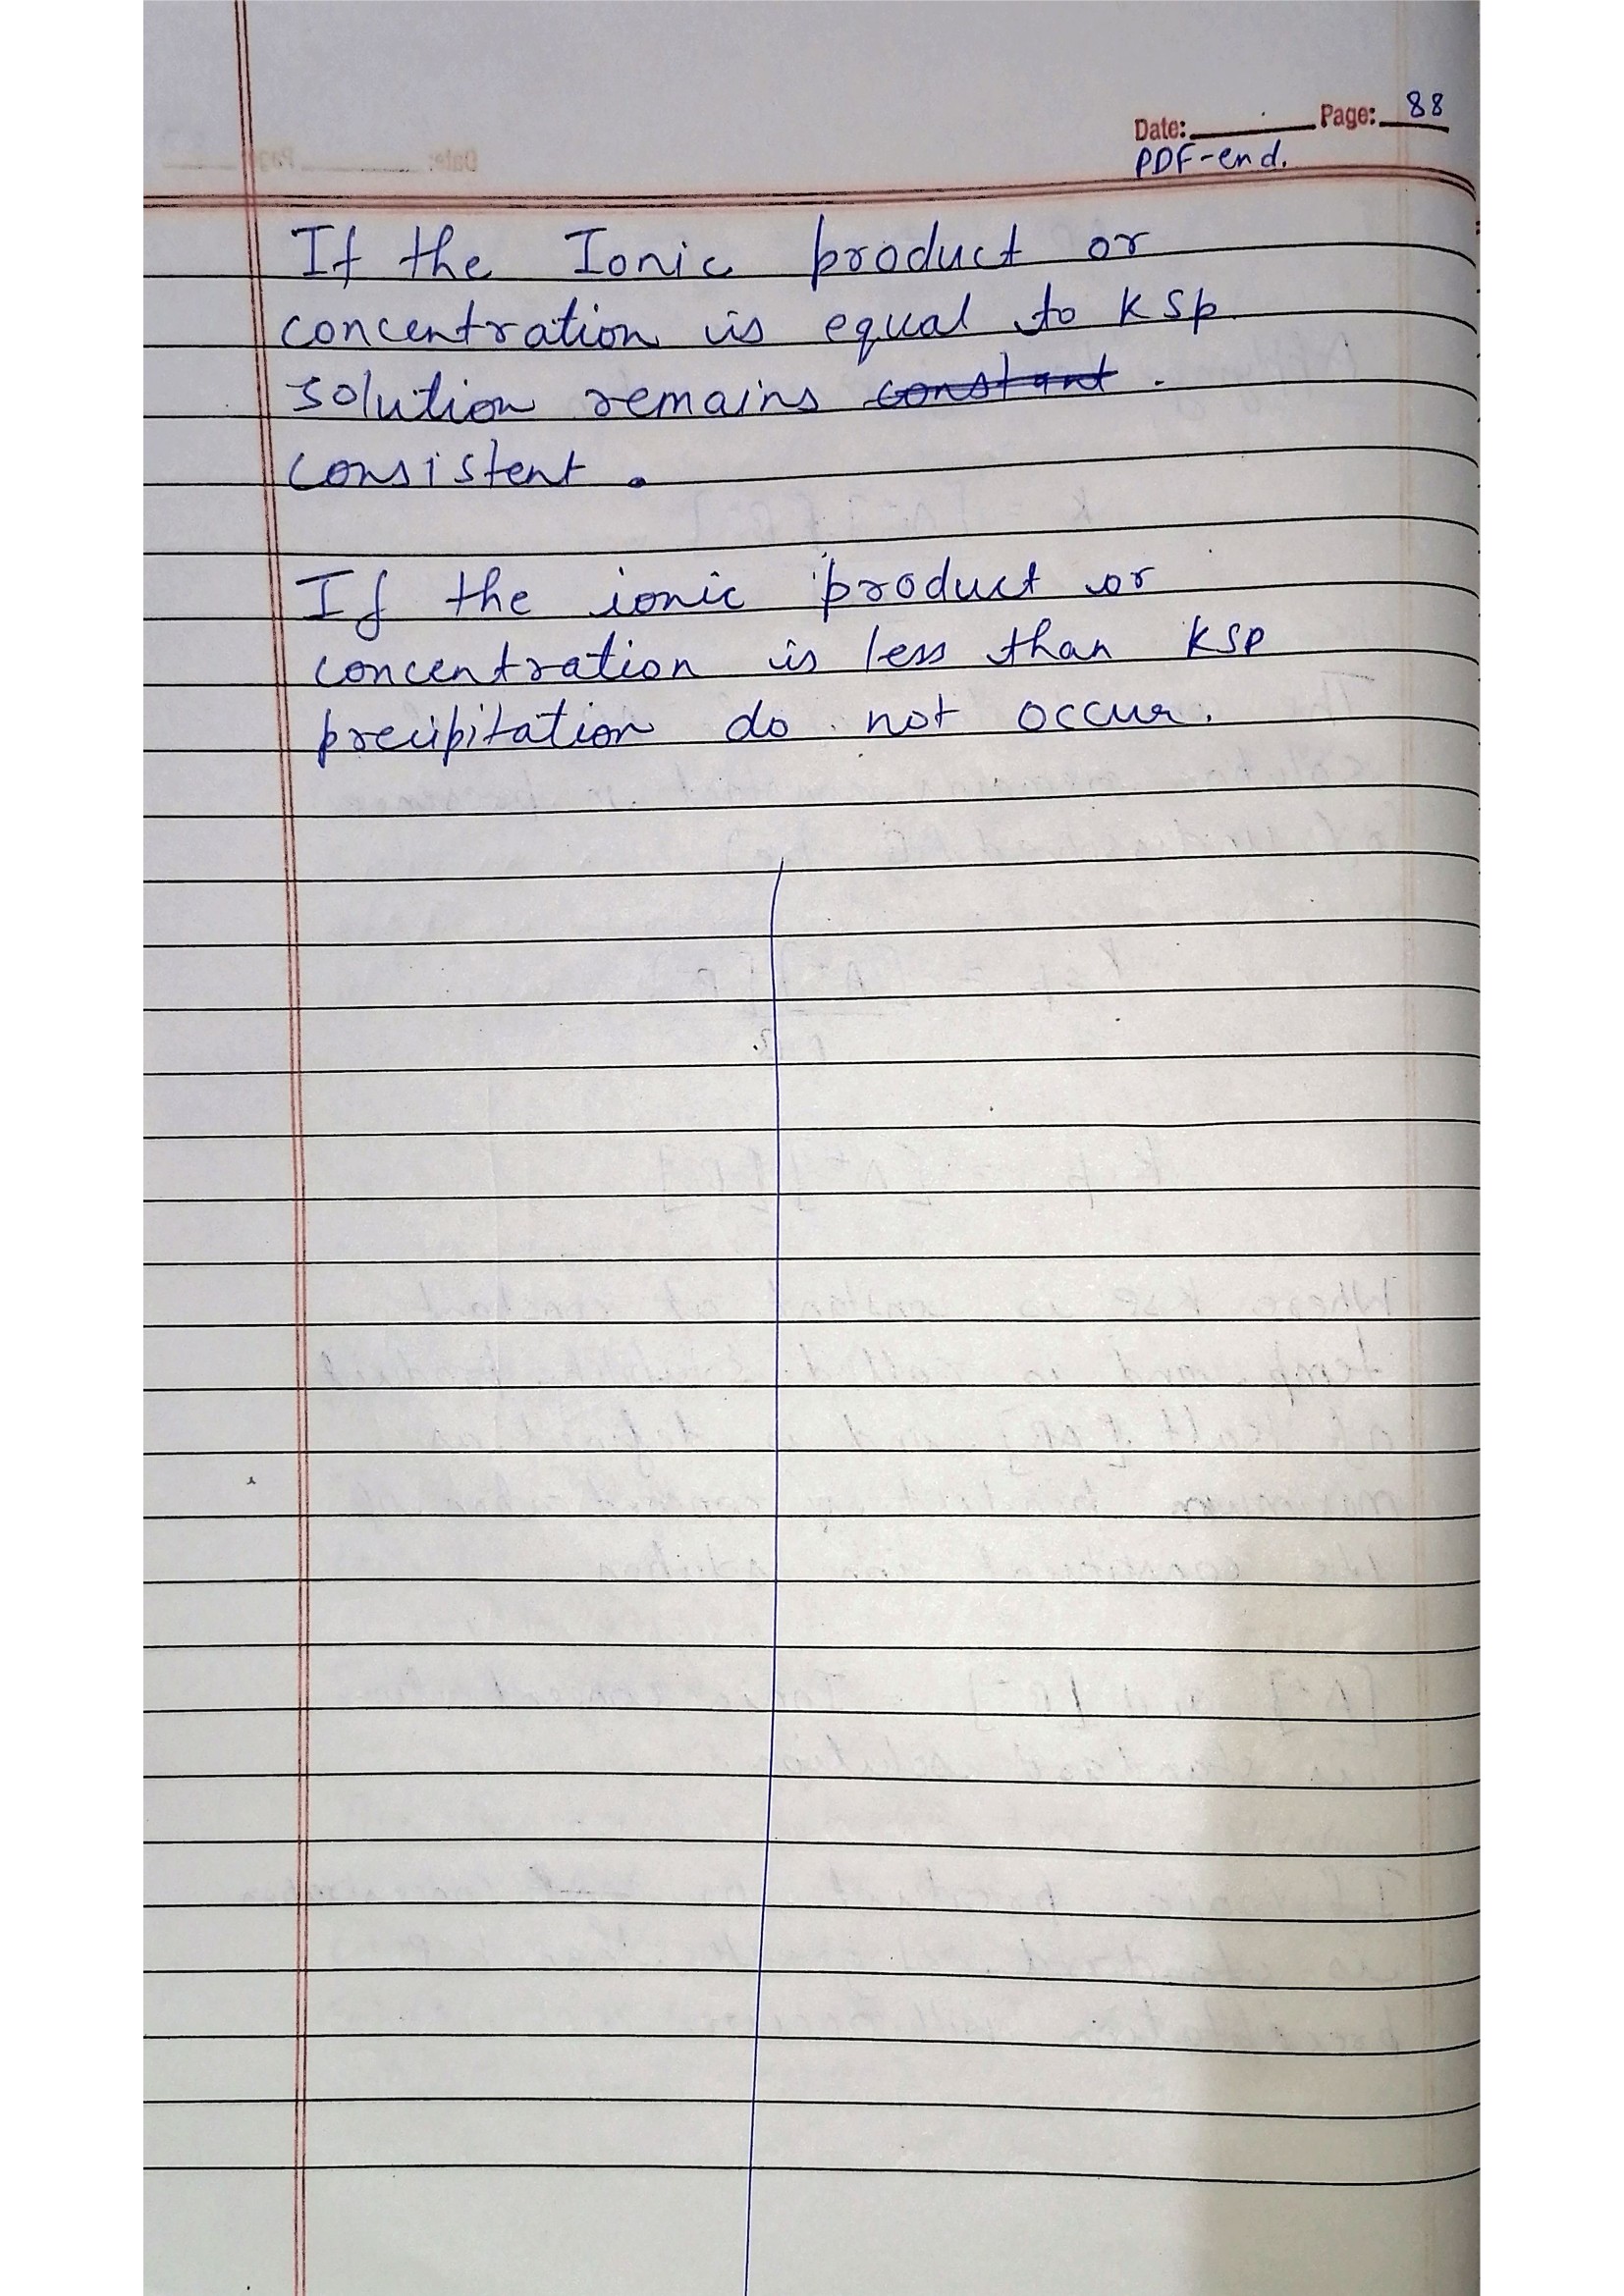 Date: Page: 88
PDF-end.
If the Ionic product or
concentration is equal to KSp
solution remains constant .
consistent .
If the ionic product or
concentration is less than KSP
precipitation do not occur.